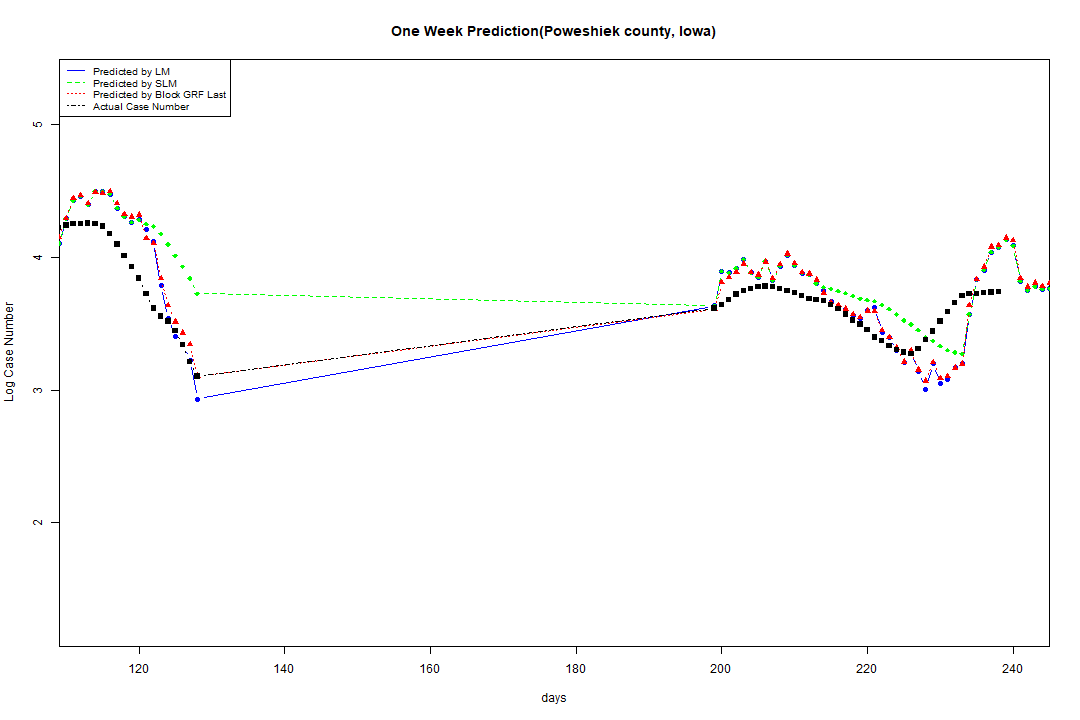 One Week Prediction(Poweshiek county, Iowa)
Predicted by LM
Predicted by SLM
Predicted by Block GRF Last
Actual Case Number
5
4
3
2
Log Case Number
120 140 160 180 200 220 240
days